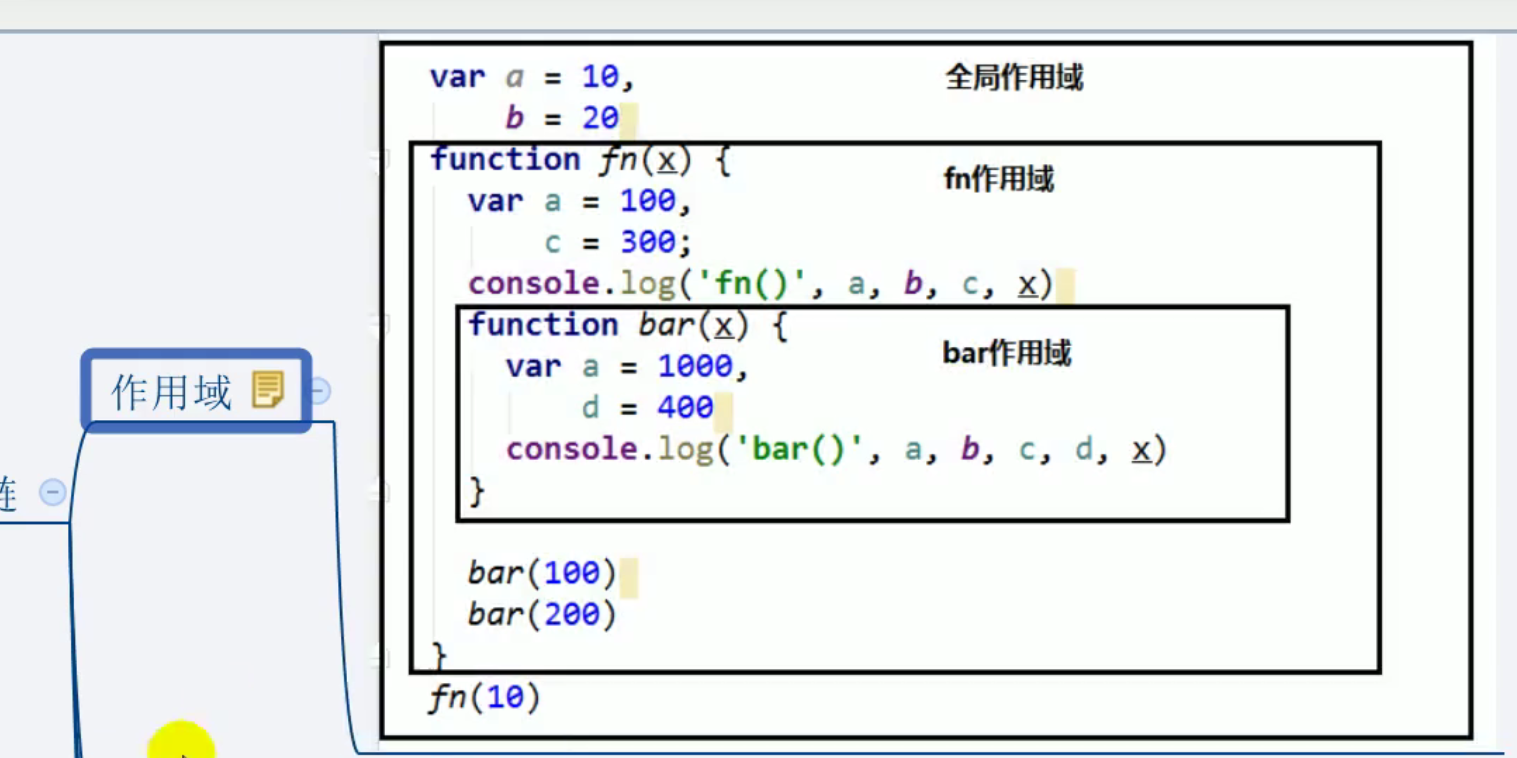 var a = 10,
全局作用域
b = 20
function fn(x) {
fn作用域
var a = 100,
c = 300;
console.log('fn()', a, b, c, x)
function bar(x) {
bar作用域
var a = 1000,
d = 400
console.log('bar()', a, b, c, d, x)
}
bar(100)
bar(200)
}
fn(10)
作用域
链